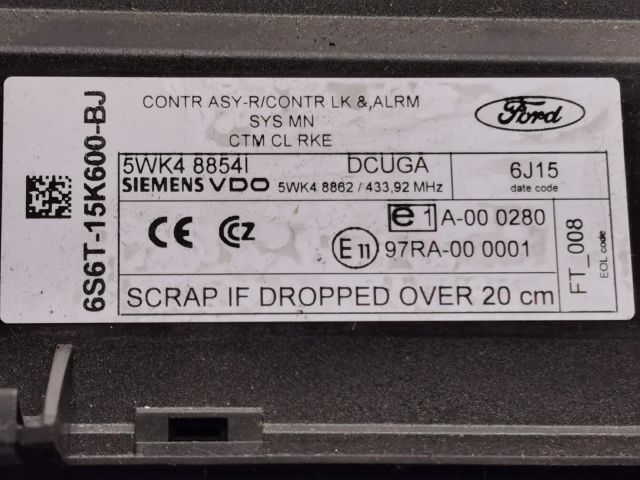 6S6T-15K600-BJ
CONTR ASY-R/CONTR LK &,ALRM
SYS MN
CTM CL RKE
Ford
5WK4 8854I DCUGA
SIEMENS VDO 5WK4 8862 / 433,92 MHz
6J15
date code
CE CCZ
e1 A-00 0280
E11 97RA-00 0001
SCRAP IF DROPPED OVER 20 cm
FT_008
EOL code